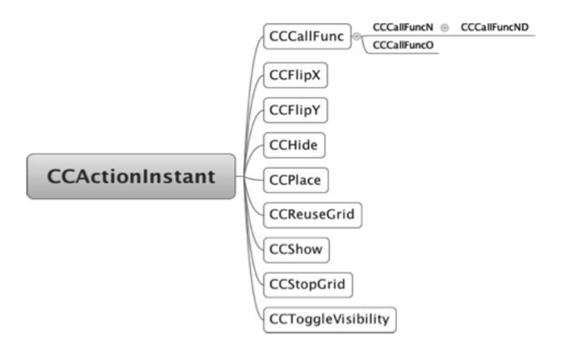 CCActionInstant
CCCallFunc
CCCallFuncN
CCCallFuncND
CCCallFuncO
CCFlipX
CCFlipY
CCHide
CCPlace
CCReuseGrid
CCShow
CCStopGrid
CCToggleVisibility